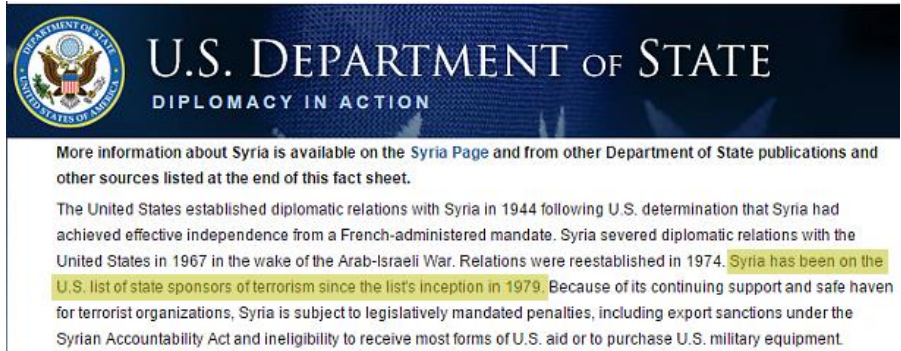 DEPARTMENT OF STATE
UNITED STATES OF AMERICA
U.S. DEPARTMENT OF STATE
DIPLOMACY IN ACTION
More information about Syria is available on the Syria Page and from other Department of State publications and
other sources listed at the end of this fact sheet.
The United States established diplomatic relations with Syria in 1944 following U.S. determination that Syria had
achieved effective independence from a French-administered mandate. Syria severed diplomatic relations with the
United States in 1967 in the wake of the Arab-Israeli War. Relations were reestablished in 1974. Syria has been on the
U.S. list of state sponsors of terrorism since the list's inception in 1979. Because of its continuing support and safe haven
for terrorist organizations, Syria is subject to legislatively mandated penalties, including export sanctions under the
Syrian Accountability Act and ineligibility to receive most forms of U.S. aid or to purchase U.S. military equipment.